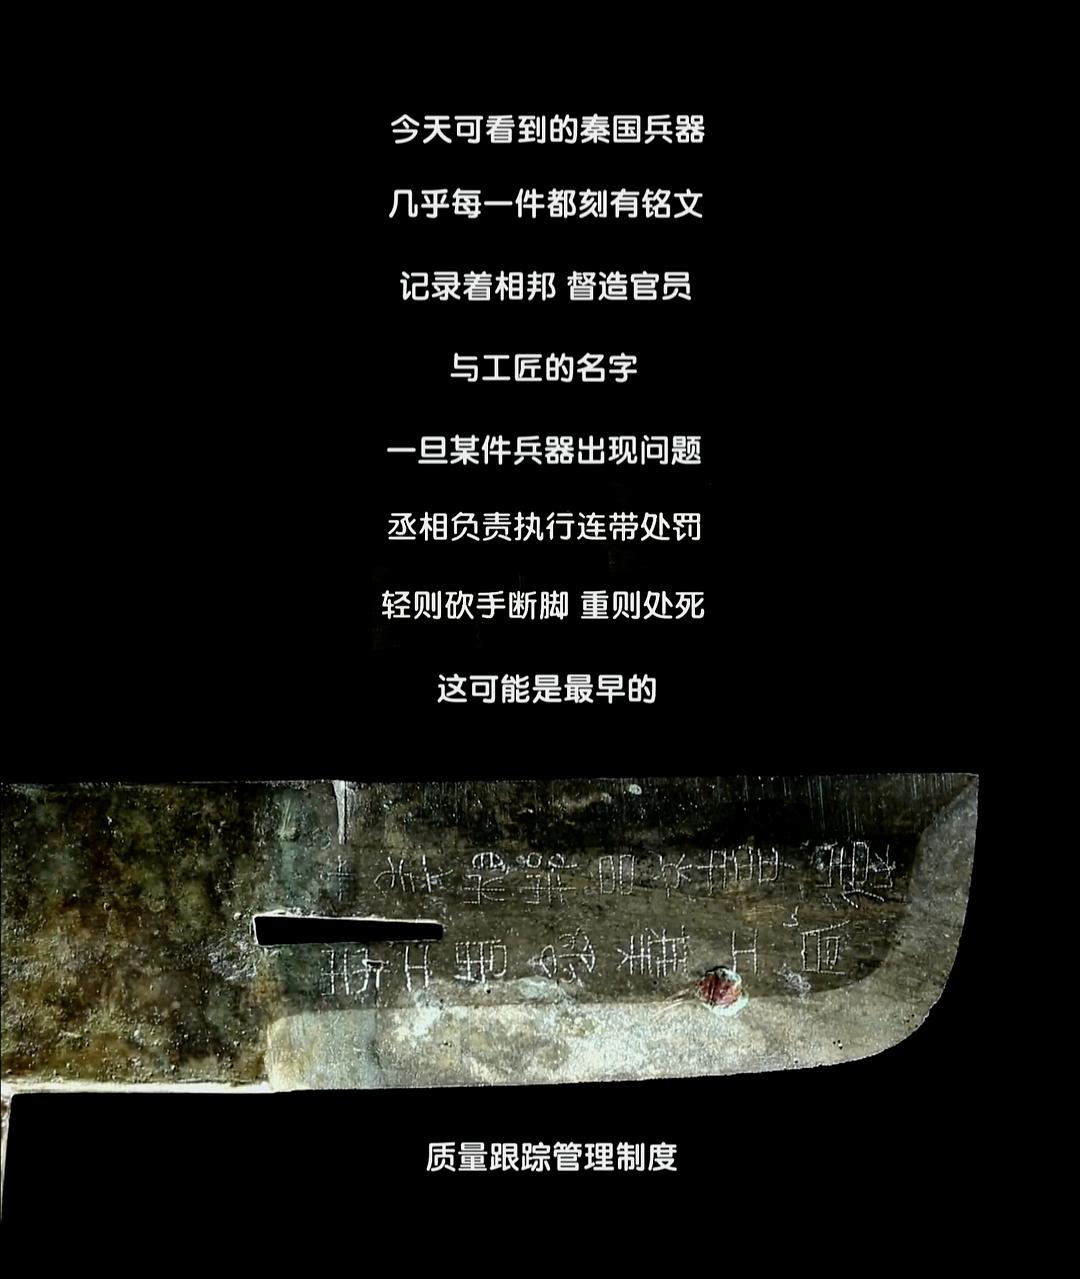 今天可看到的秦国兵器
几乎每一件都刻有铭文
记录着相邦 督造官员
与工匠的名字
一旦某件兵器出现问题
丞相负责执行连带处罚
轻则砍手断脚 重则处死
这可能是最早的
质量跟踪管理制度